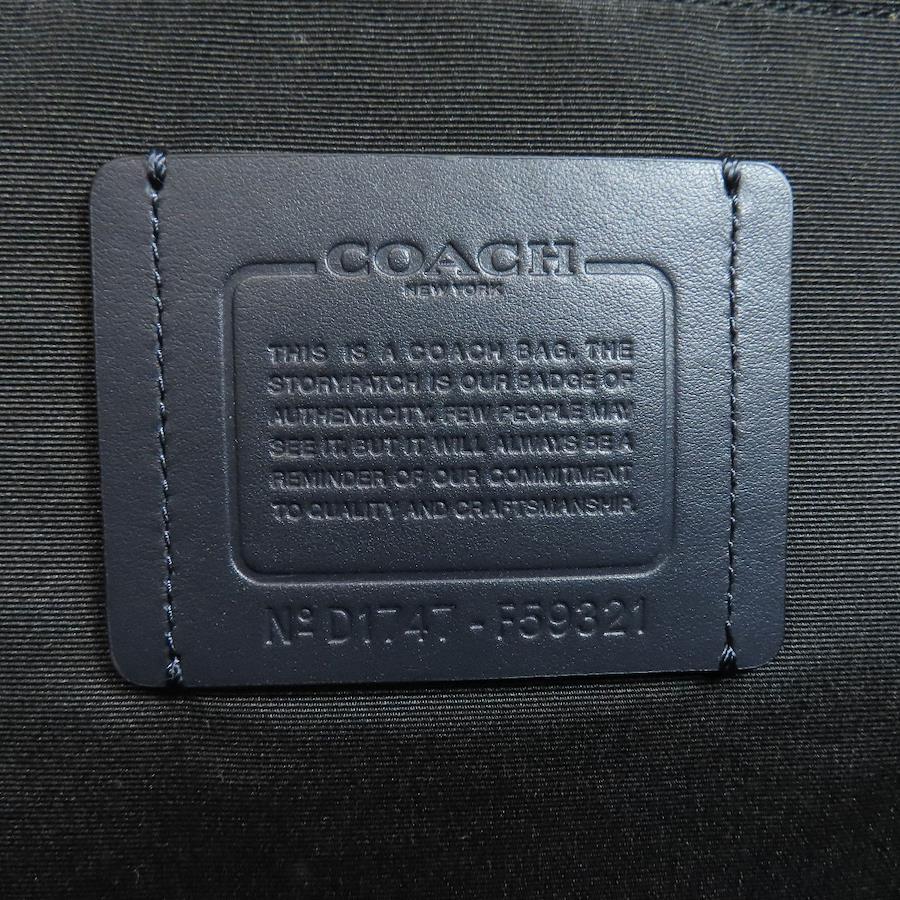 COACH
NEW YORK
THIS IS A COACH BAG. THE
STORYPATCH IS OUR BADGE OF
AUTHENTICITY. FEW PEOPLE MAY
SEE IT. BUT IT WILL ALWAYS BE A
REMINDER OF OUR COMMITMENT
TO QUALITY AND CRAFTSMANSHIP.
Nº D1747 - F59321